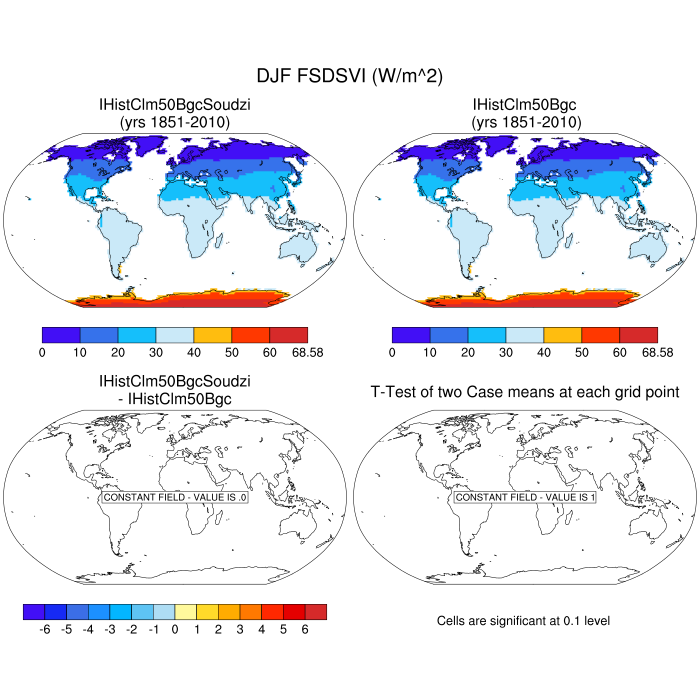 DJF FSDSVI (W/m^2)
IHistClm50BgcSoudzi
(yrs 1851-2010)
IHistClm50Bgc
(yrs 1851-2010)
0 10 20 30 40 50 60 68.58
0 10 20 30 40 50 60 68.58
IHistClm50BgcSoudzi
- IHistClm50Bgc
T-Test of two Case means at each grid point
CONSTANT FIELD - VALUE IS .0
CONSTANT FIELD - VALUE IS 1
-6 -5 -4 -3 -2 -1 0 1 2 3 4 5 6
Cells are significant at 0.1 level